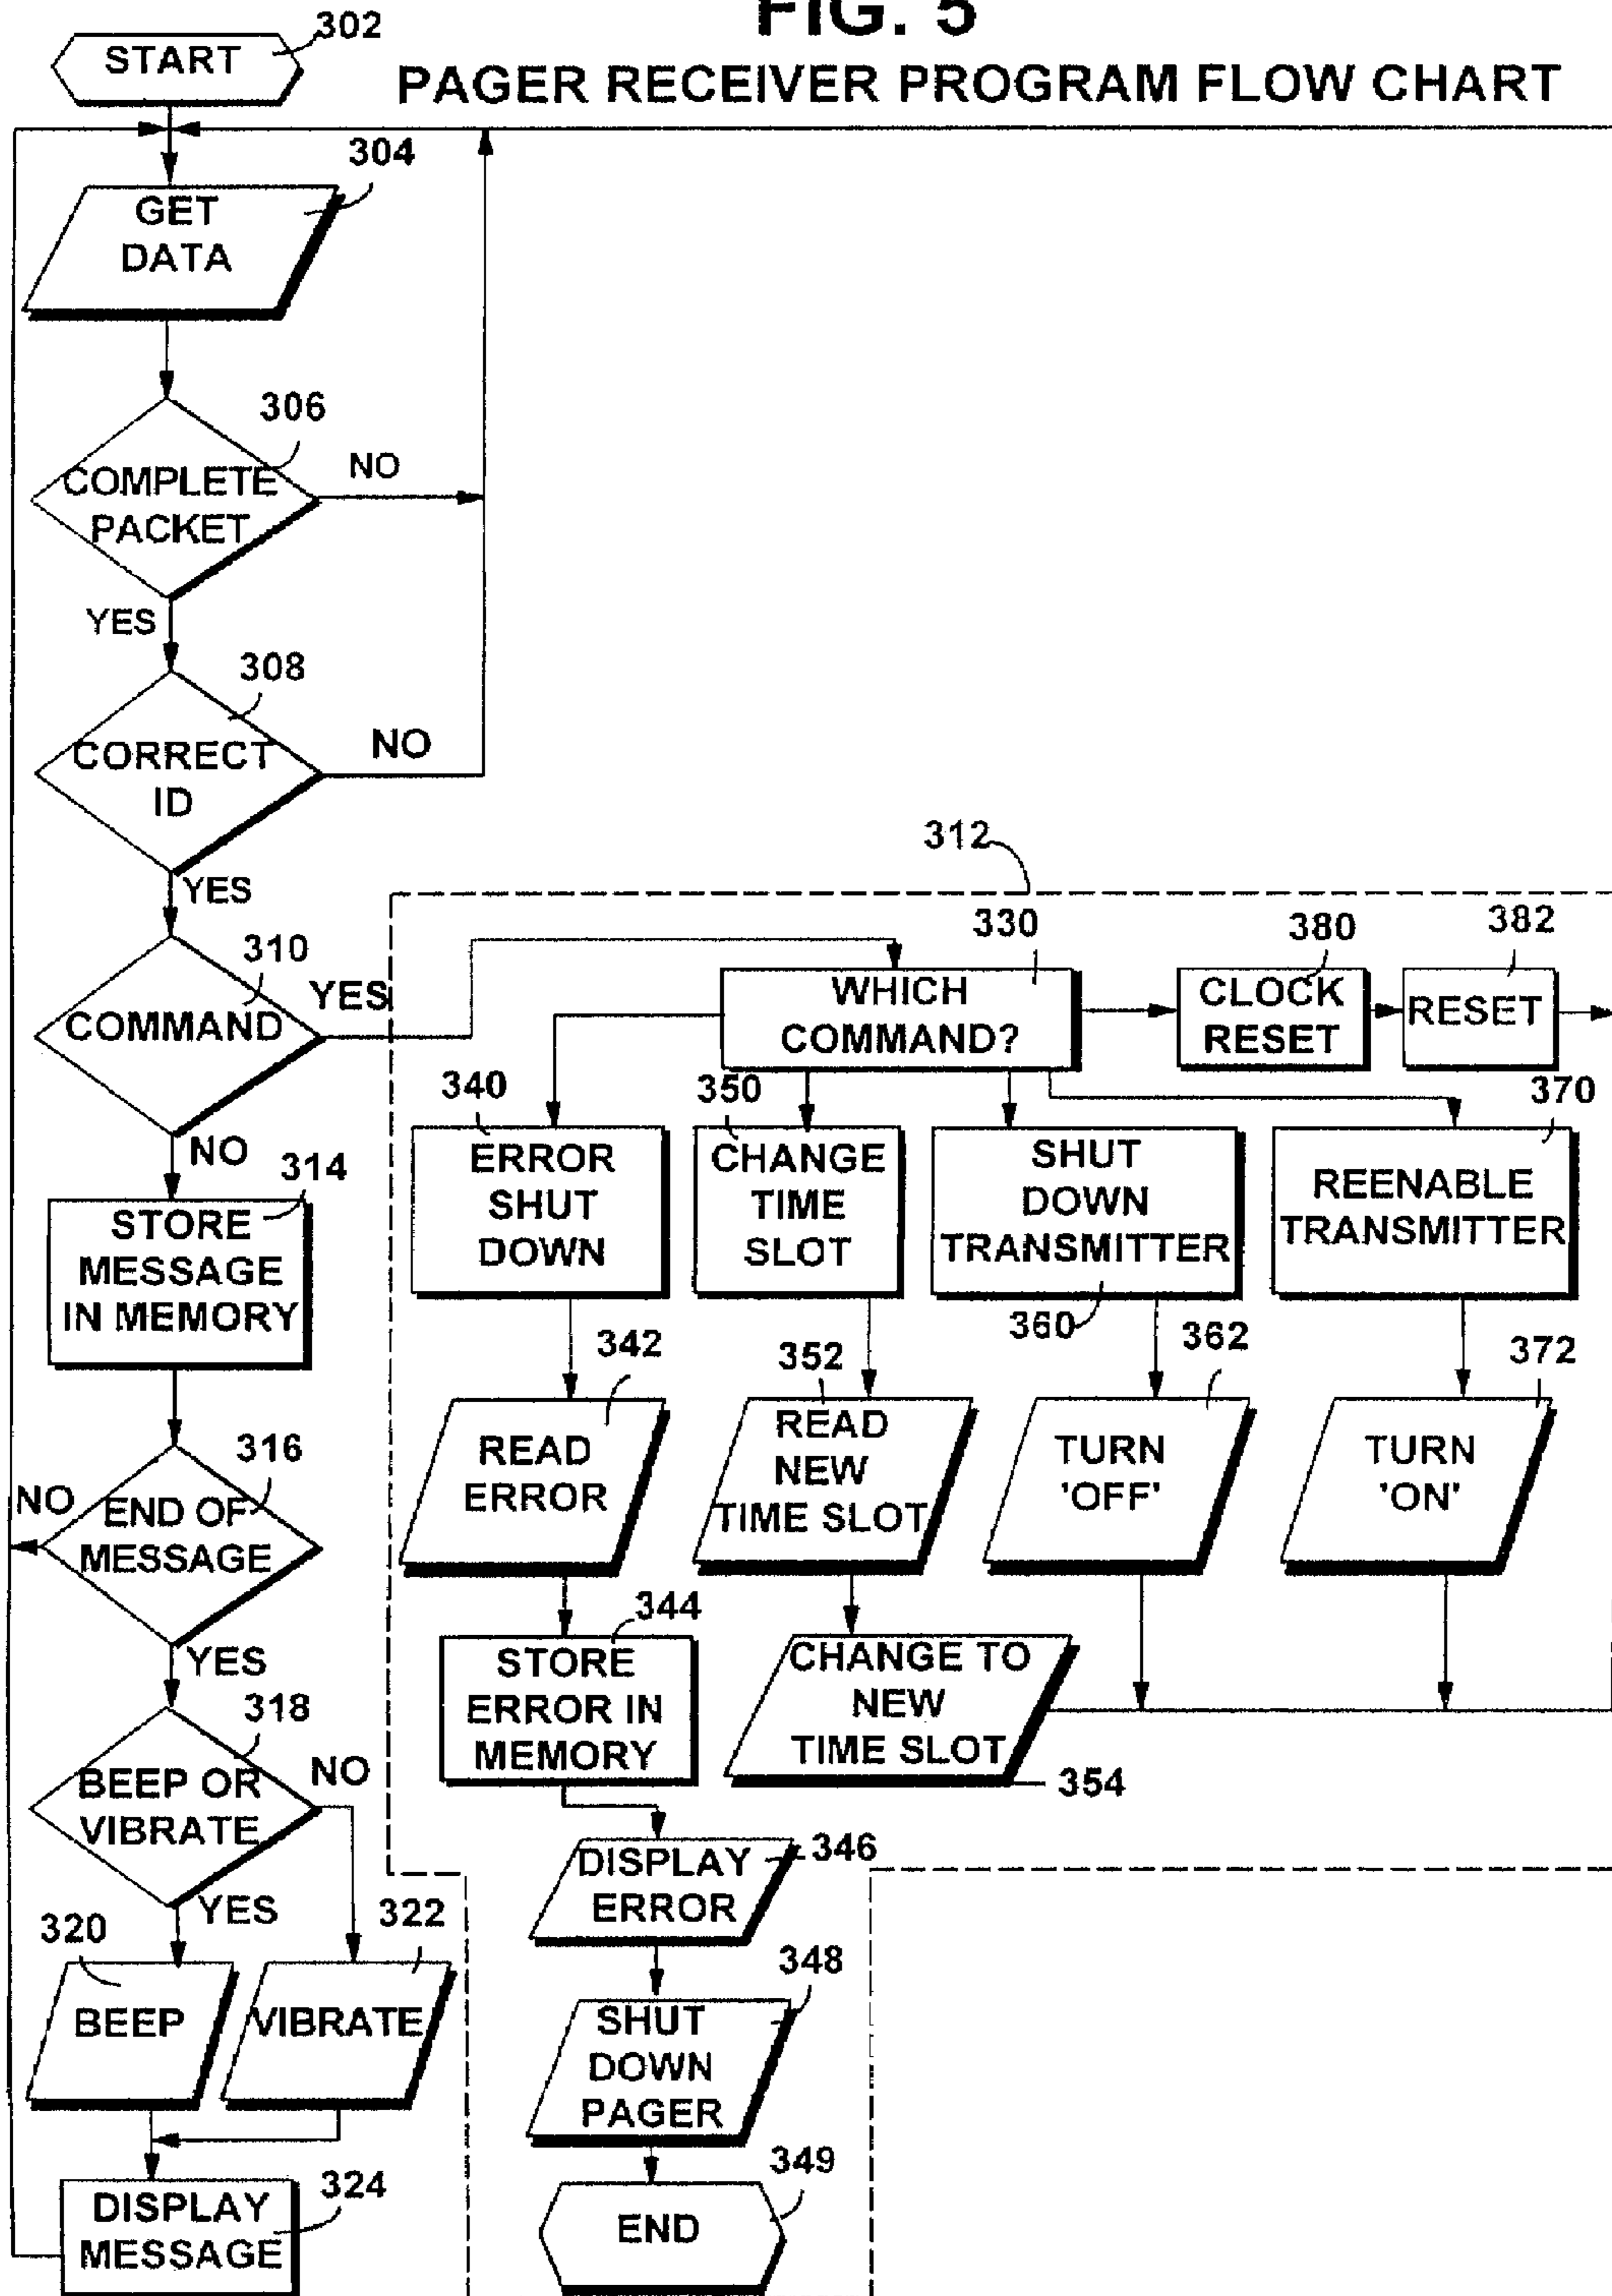 FIG. 5
PAGER RECEIVER PROGRAM FLOW CHART
START
302
GET
DATA
304
COMPLETE
PACKET
306
NO
YES
CORRECT
ID
308
NO
YES
COMMAND
310
YES
NO
STORE
MESSAGE
IN MEMORY
314
END OF
MESSAGE
316
NO
YES
BEEP OR
VIBRATE
318
NO
YES
BEEP
320
VIBRATE
322
DISPLAY
MESSAGE
324
312
WHICH
COMMAND?
330
CLOCK
RESET
380
RESET
382
ERROR
SHUT
DOWN
340
CHANGE
TIME
SLOT
350
SHUT
DOWN
TRANSMITTER
360
REENABLE
TRANSMITTER
370
READ
ERROR
342
READ
NEW
TIME SLOT
352
TURN
'OFF'
362
TURN
'ON'
372
STORE
ERROR IN
MEMORY
344
CHANGE TO
NEW
TIME SLOT
354
DISPLAY
ERROR
346
SHUT
DOWN
PAGER
348
END
349